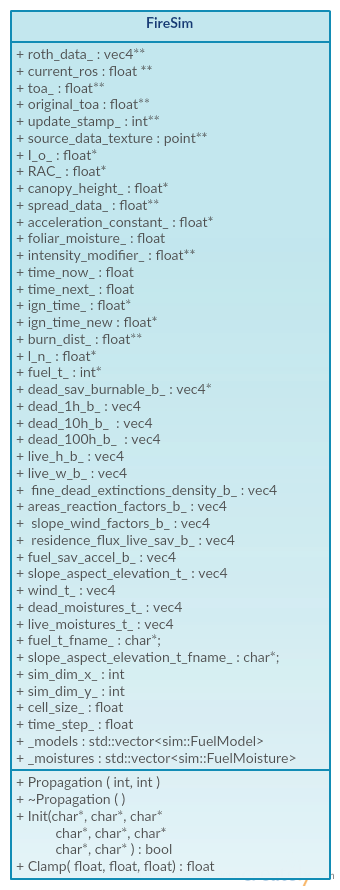 FireSim
+ roth_data_ : vec4**
+ current_ros : float **
+ toa_ : float**
+ original_toa : float**
+ update_stamp_ : int**
+ source_data_texture : point**
+ I_o_ : float*
+ RAC_ : float*
+ canopy_height_ : float*
+ spread_data_ : float**
+ acceleration_constant_ : float*
+ foliar_moisture_ : float
+ intensity_modifier_ : float**
+ time_now_ : float
+ time_next_ : float
+ ign_time_ : float*
+ ign_time_new : float*
+ burn_dist_ : float**
+ l_n_ : float*
+ fuel_t_ : int*
+ dead_sav_burnable_b_ : vec4*
+ dead_1h_b_ : vec4
+ dead_10h_b_ : vec4
+ dead_100h_b_ : vec4
+ live_h_b_ : vec4
+ live_w_b_ : vec4
+ fine_dead_extinctions_density_b_ : vec4
+ areas_reaction_factors_b_ : vec4
+ slope_wind_factors_b_ : vec4
+ residence_flux_live_sav_b_ : vec4
+ fuel_sav_accel_b_ : vec4
+ slope_aspect_elevation_t_ : vec4
+ wind_t_ : vec4
+ dead_moistures_t_ : vec4
+ live_moistures_t_ : vec4
+ fuel_t_fname_ : char*;
+ slope_aspect_elevation_t_fname_ : char*;
+ sim_dim_x_ : int
+ sim_dim_y_ : int
+ cell_size_ : float
+ time_step_ : float
+ _models : std::vector<sim::FuelModel>
+ _moistures : std::vector<sim::FuelMoisture>
+ Propagation ( int, int )
+ ~Propagation ( )
+ Init(char*, char*, char*
char*, char*, char*
char*, char* ) : bool
+ Clamp( float, float, float) : float